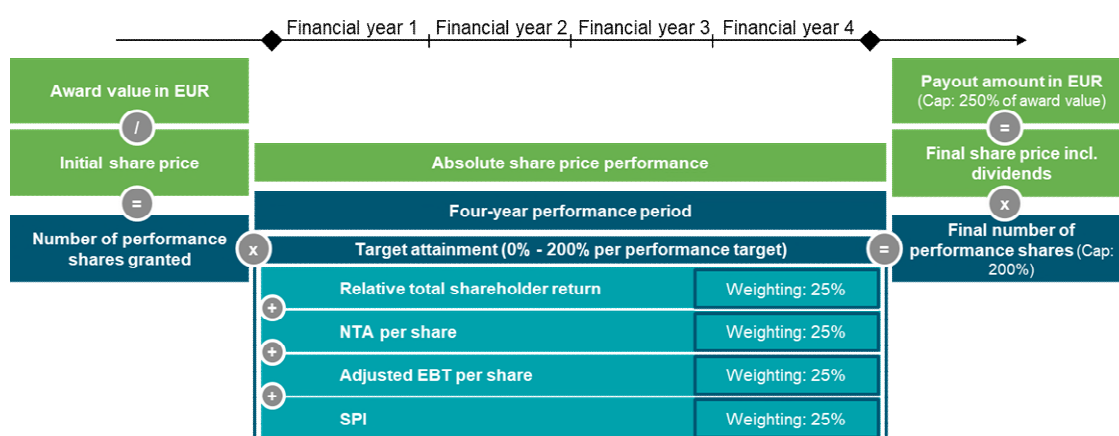 Financial year 1 Financial year 2 Financial year 3 Financial year 4
Award value in EUR
/
Initial share price
=
Number of performance
shares granted
x
Absolute share price performance
Four-year performance period
Target attainment (0% - 200% per performance target)
Relative total shareholder return Weighting: 25%
+
NTA per share Weighting: 25%
+
Adjusted EBT per share Weighting: 25%
+
SPI Weighting: 25%
=
Payout amount in EUR
(Cap: 250% of award value)
=
Final share price incl.
dividends
x
Final number of
performance shares (Cap:
200%)